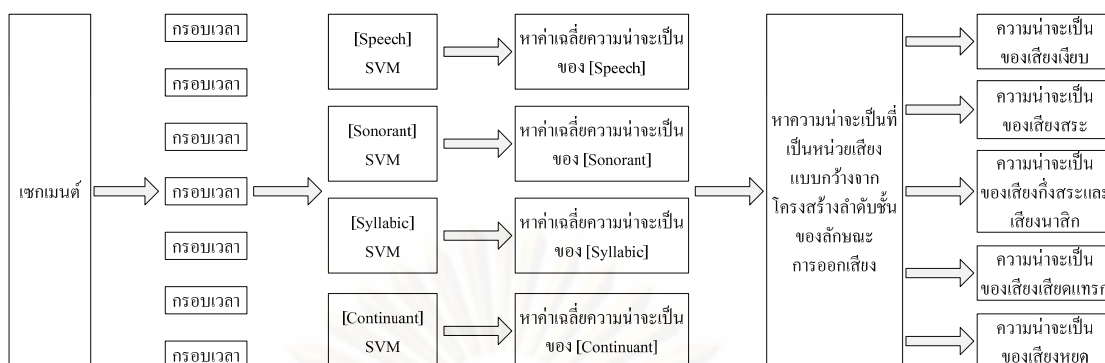 เซกเมนต์
กรอบเวลา
กรอบเวลา
กรอบเวลา
กรอบเวลา
กรอบเวลา
กรอบเวลา
กรอบเวลา
[Speech]
SVM
[Sonorant]
SVM
[Syllabic]
SVM
[Continuant]
SVM
หาค่าเฉลี่ยความน่าจะเป็น
ของ [Speech]
หาค่าเฉลี่ยความน่าจะเป็น
ของ [Sonorant]
หาค่าเฉลี่ยความน่าจะเป็น
ของ [Syllabic]
หาค่าเฉลี่ยความน่าจะเป็น
ของ [Continuant]
หาความน่าจะเป็นที่
เป็นหน่วยเสียง
แบบกว้างจาก
โครงสร้างลำดับชั้น
ของลักษณะ
การออกเสียง
ความน่าจะเป็น
ของเสียงเงียบ
ความน่าจะเป็น
ของเสียงสระ
ความน่าจะเป็น
ของเสียงกึ่งสระและ
เสียงนาสิก
ความน่าจะเป็น
ของเสียงเสียดแทรก
ความน่าจะเป็น
ของเสียงหยุด